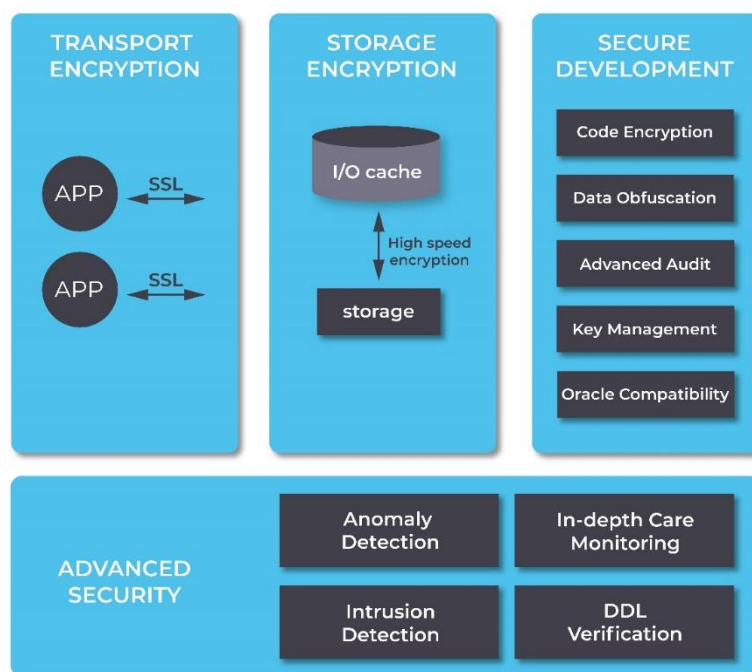 TRANSPORT
ENCRYPTION
APP
SSL
APP
SSL
STORAGE
ENCRYPTION
I/O cache
High speed
encryption
storage
SECURE
DEVELOPMENT
Code Encryption
Data Obfuscation
Advanced Audit
Key Management
Oracle Compatibility
ADVANCED
SECURITY
Anomaly
Detection
In-depth Care
Monitoring
Intrusion
Detection
DDL
Verification